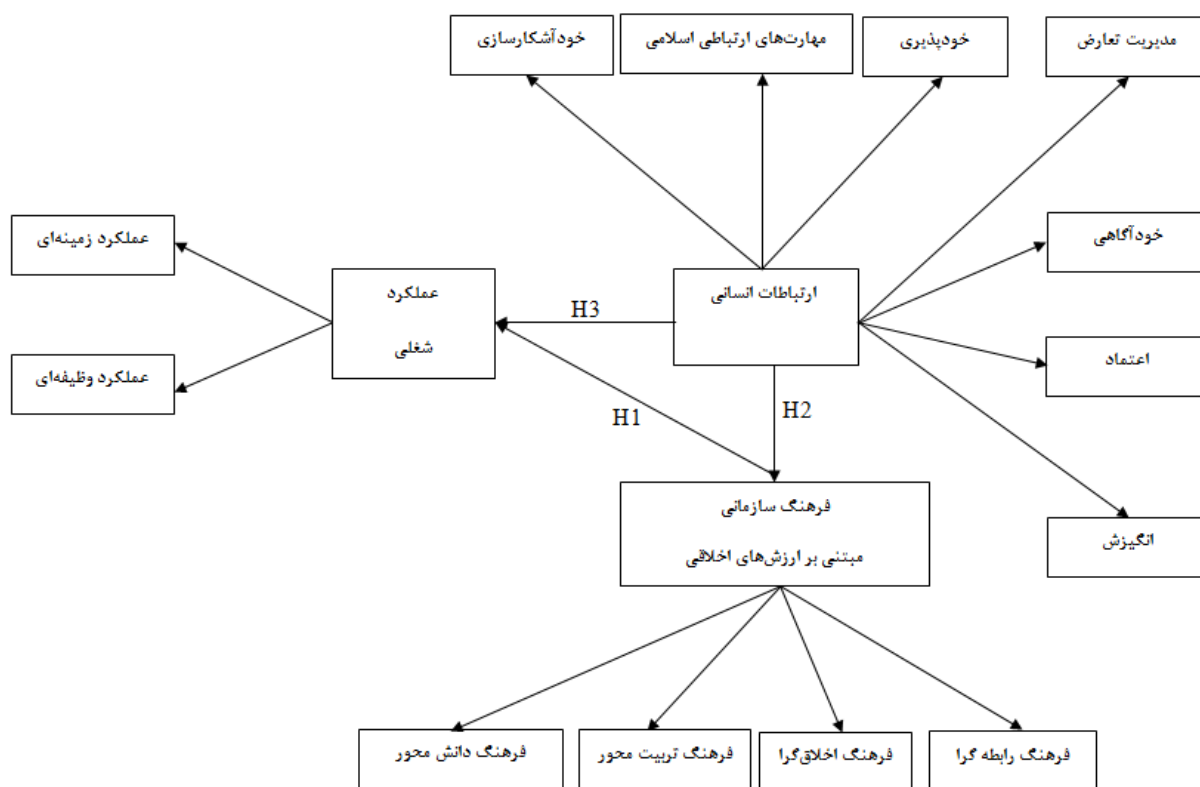 مدیریت تعارض
خودپذیری
مهارت‌های ارتباطی اسلامی
خودآشکارسازی
خودآگاهی
عملکرد زمینه‌ای
ارتباطات انسانی
عملکرد
شغلی
H3
اعتماد
عملکرد وظیفه‌ای
H2
H1
فرهنگ سازمانی
مبتنی بر ارزش‌های اخلاقی
انگیزش
فرهنگ رابطه گرا
فرهنگ اخلاق‌گرا
فرهنگ تربیت محور
فرهنگ دانش محور